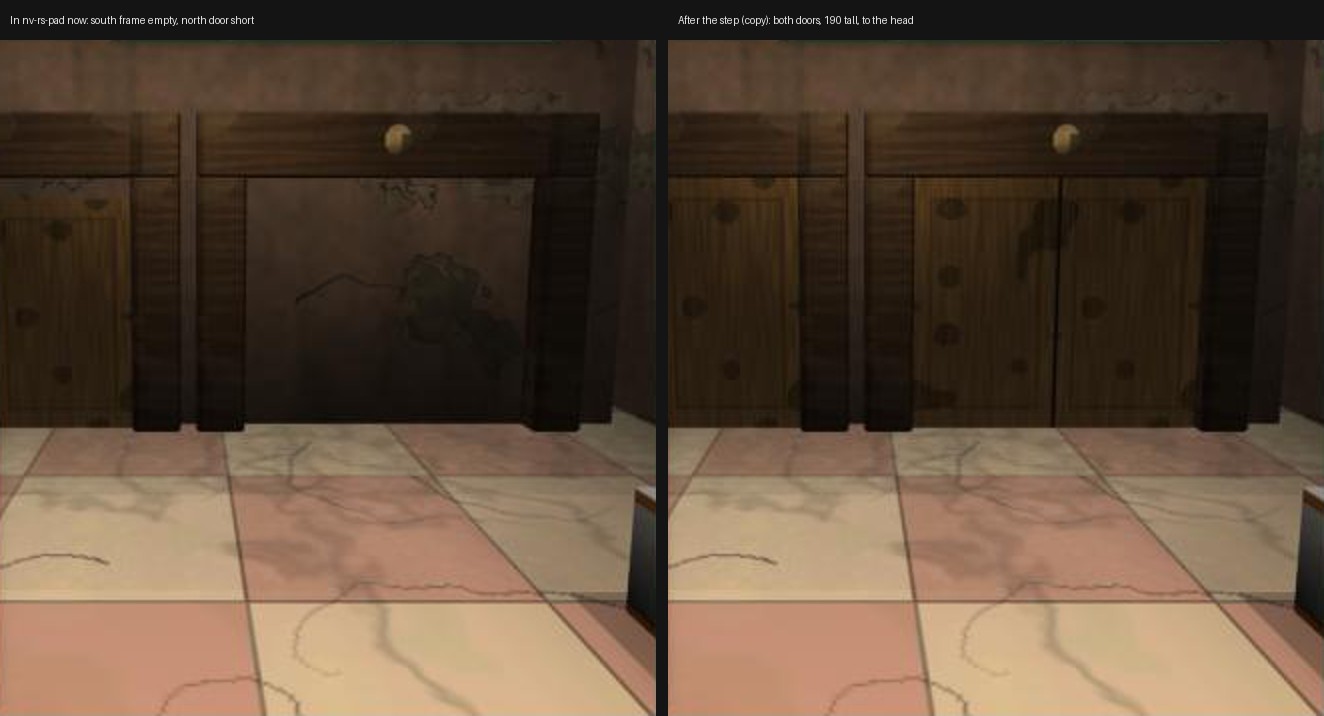 In nv-rs-pad now: south frame empty, north door short
After the step (copy): both doors, 190 tall, to the head